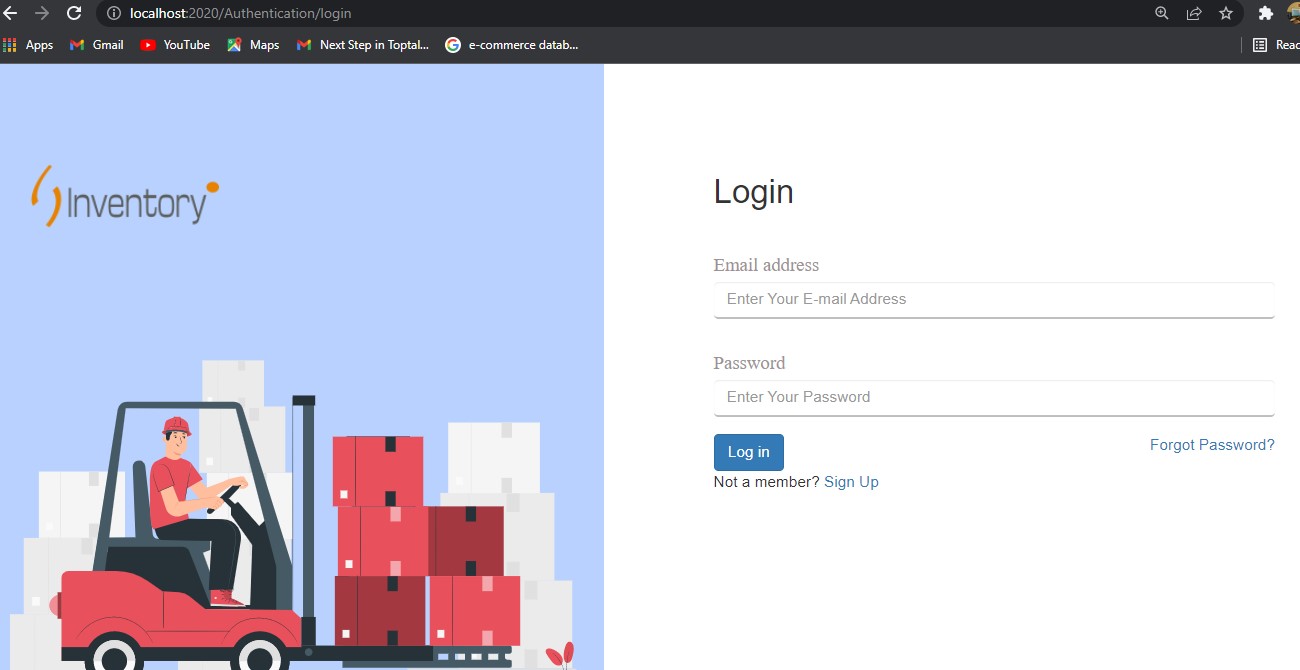 localhost:2020/Authentication/login
Apps Gmail YouTube Maps Next Step in Toptal... e-commerce datab...
Inventory
Login
Email address
Enter Your E-mail Address
Password
Enter Your Password
Log in
Forgot Password?
Not a member? Sign Up